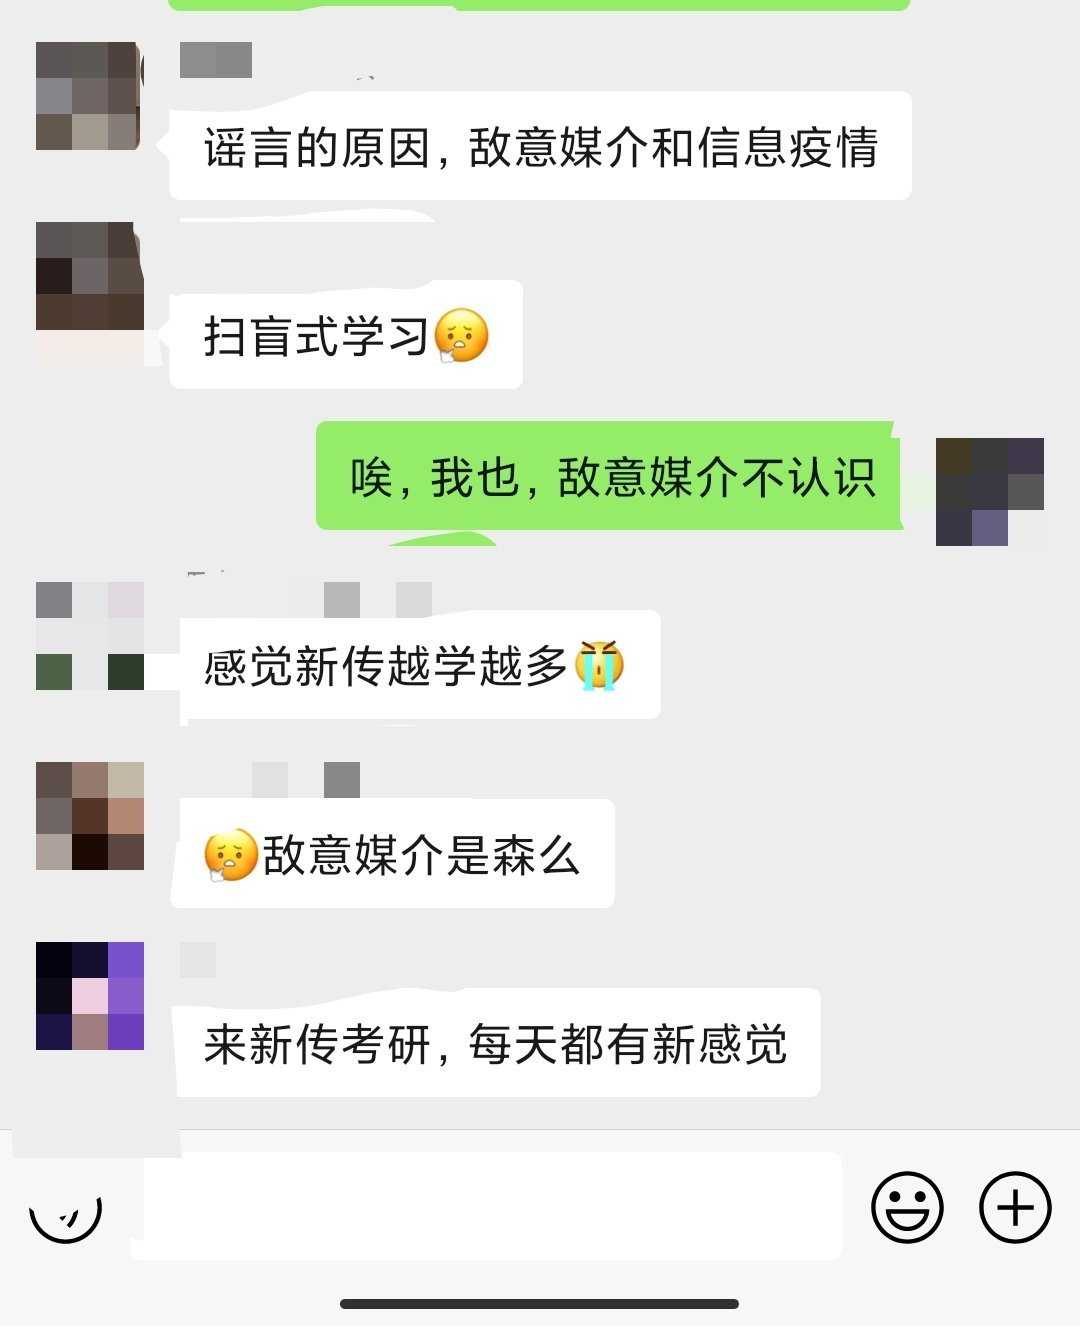 谣言的原因，敌意媒介和信息疫情
扫盲式学习😮‍💨
唉，我也，敌意媒介不认识
感觉新传越学越多😭
😮‍💨敌意媒介是森么
来新传考研，每天都有新感觉